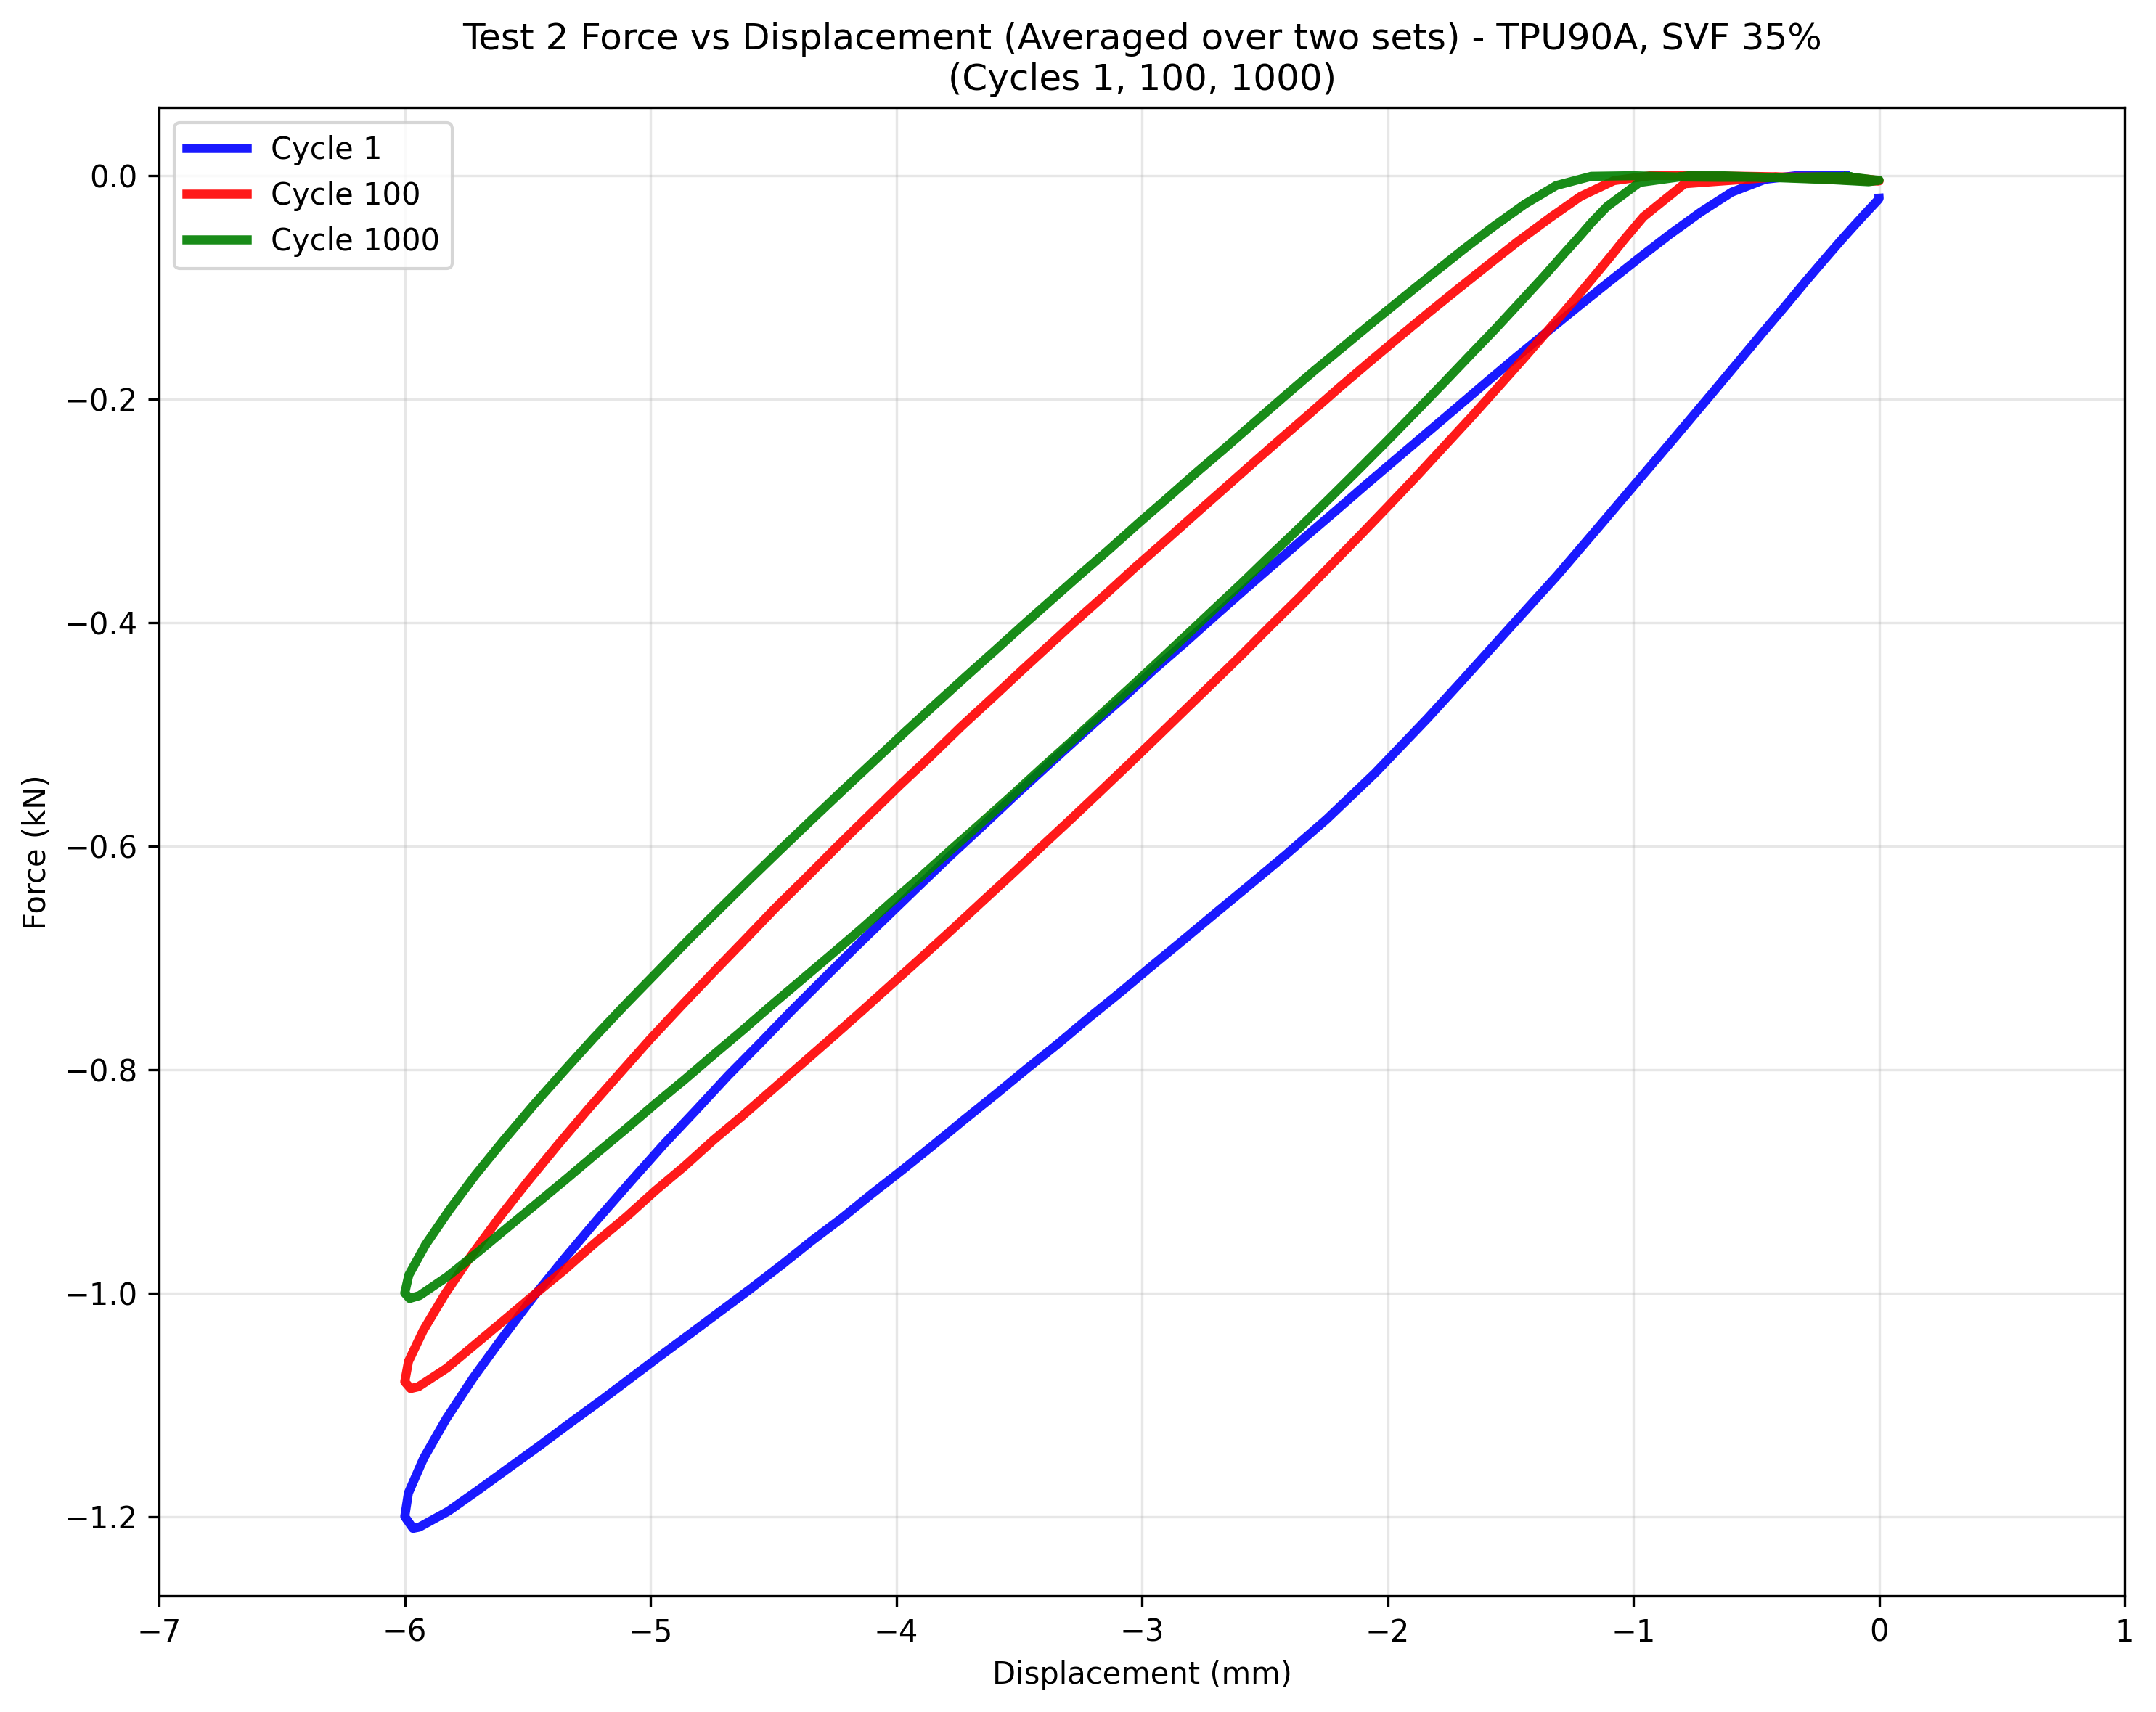 Test 2 Force vs Displacement (Averaged over two sets) - TPU90A, SVF 35%
(Cycles 1, 100, 1000)
Cycle 1
Cycle 100
Cycle 1000
0.0
−0.2
−0.4
−0.6
−0.8
−1.0
−1.2
Force (kN)
−7 −6 −5 −4 −3 −2 −1 0 1
Displacement (mm)